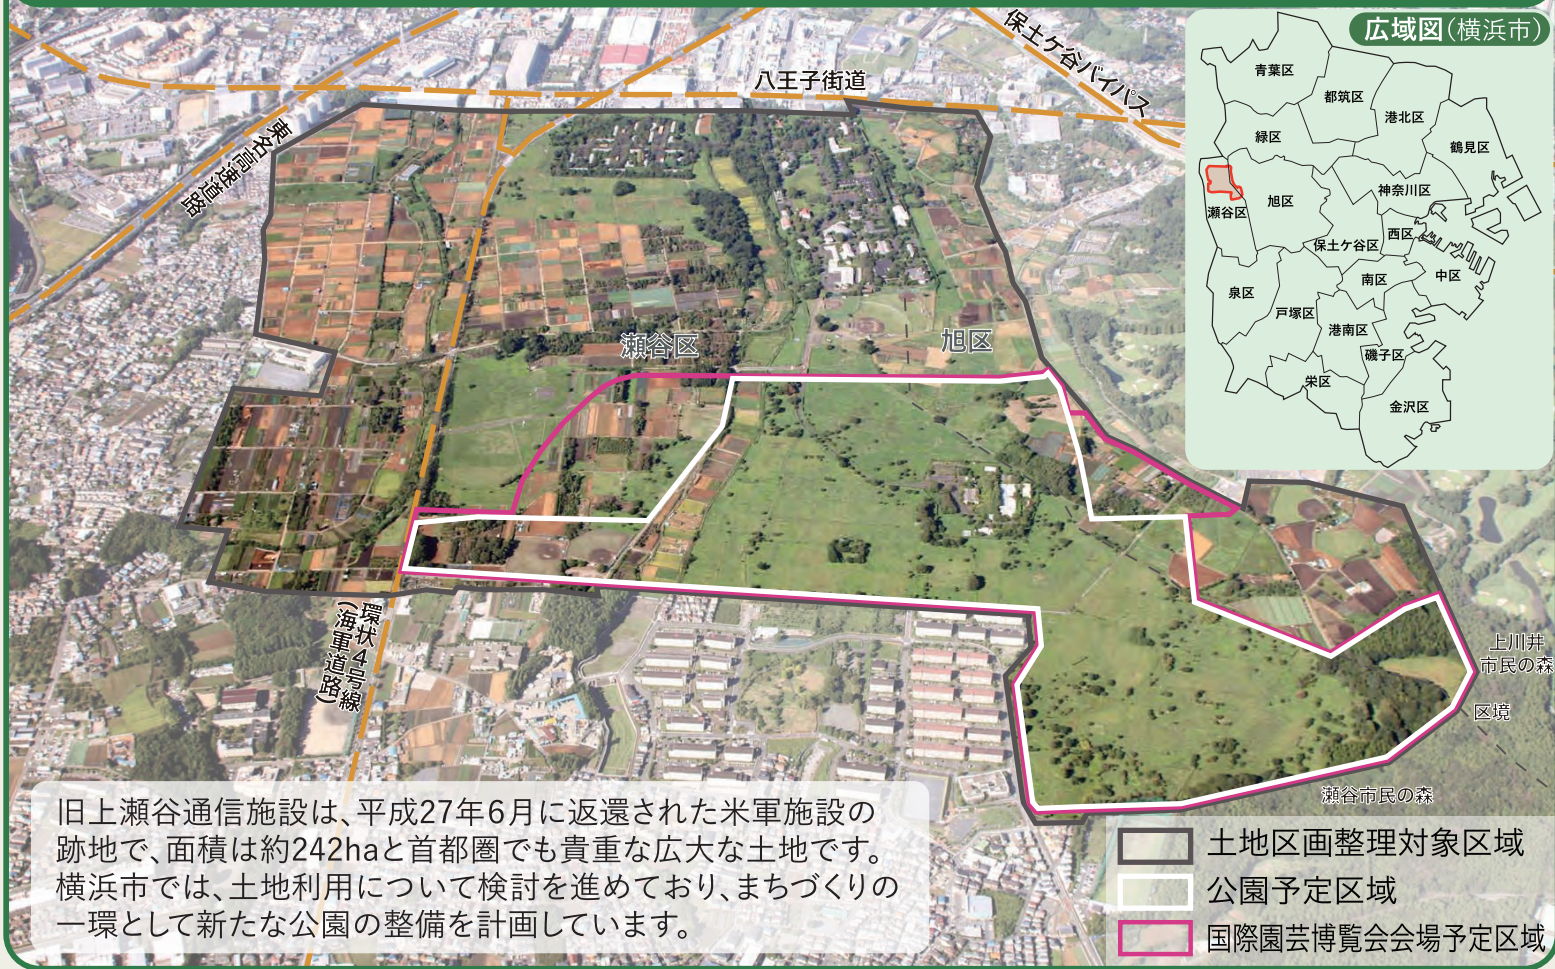 広域図（横浜市）
青葉区
都筑区
港北区
緑区
鶴見区
神奈川区
旭区
瀬谷区
西区
保土ケ谷区
中区
南区
泉区
戸塚区
港南区
磯子区
栄区
金沢区
保土ケ谷バイパス
八王子街道
東名高速道路
瀬谷区
旭区
環状４号線
（海軍道路）
上川井
市民の森
区境
瀬谷市民の森
旧上瀬谷通信施設は、平成27年6月に返還された米軍施設の
跡地で、面積は約242haと首都圏でも貴重な広大な土地です。
横浜市では、土地利用について検討を進めており、まちづくりの
一環として新たな公園の整備を計画しています。
土地区画整理対象区域
公園予定区域
国際園芸博覧会会場予定区域